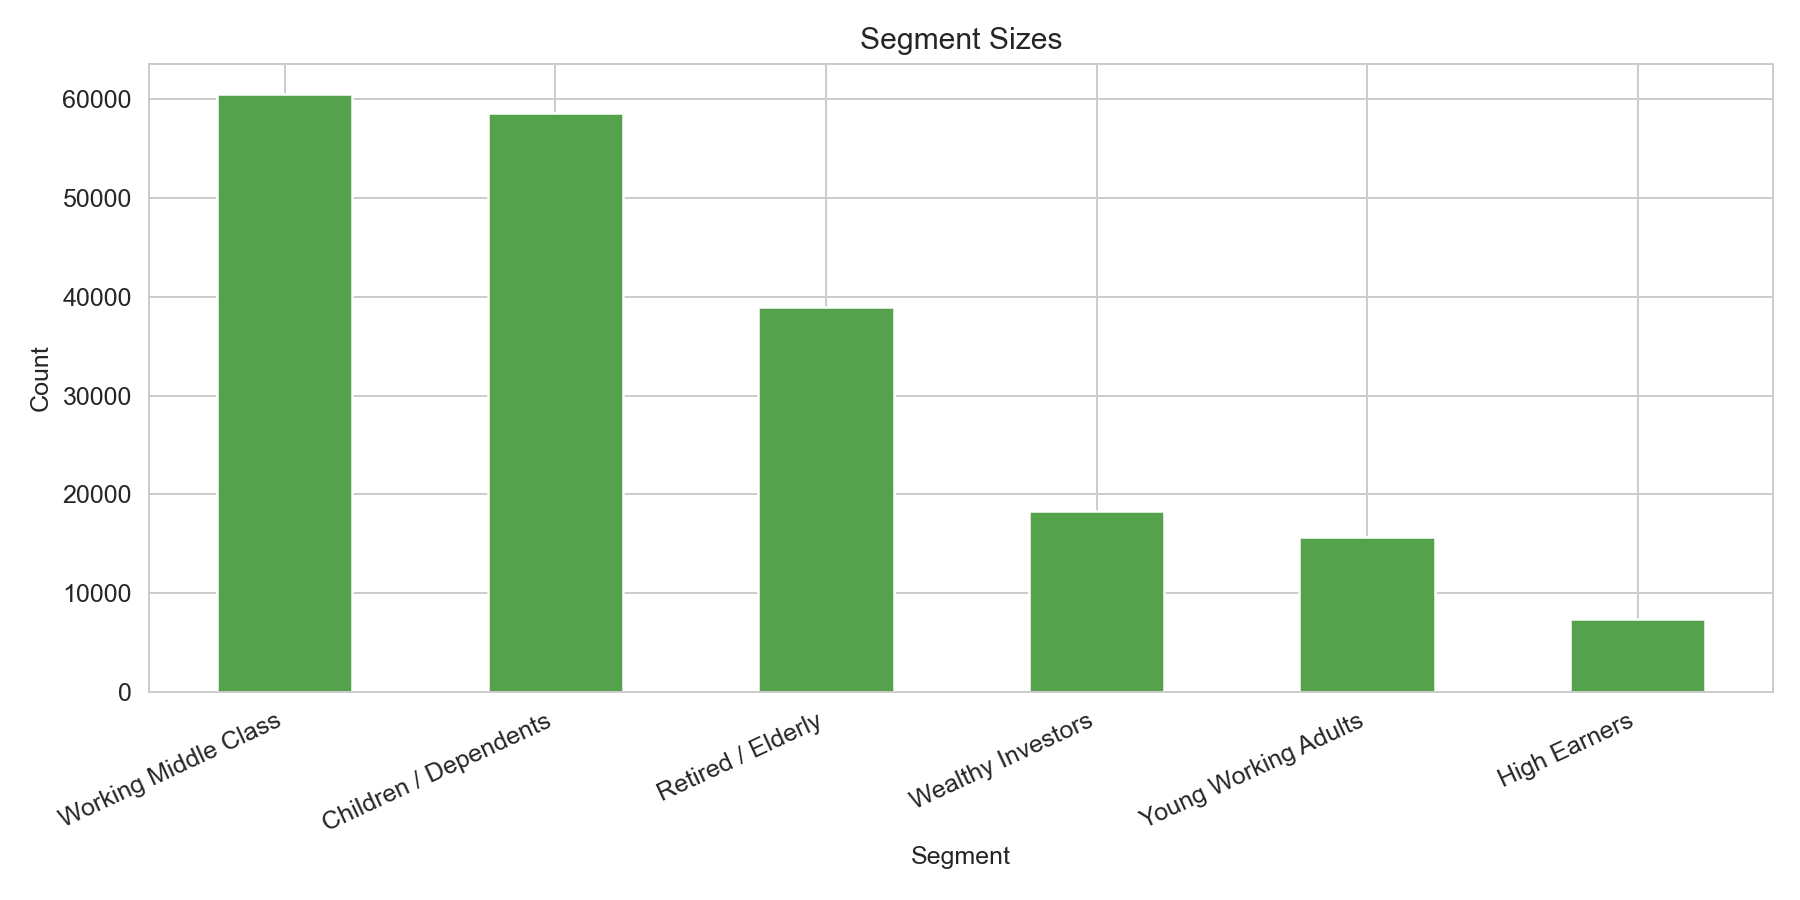 Segment Sizes
60000
50000
40000
30000
20000
10000
0
Count
Working Middle Class
Children / Dependents
Retired / Elderly
Wealthy Investors
Young Working Adults
High Earners
Segment